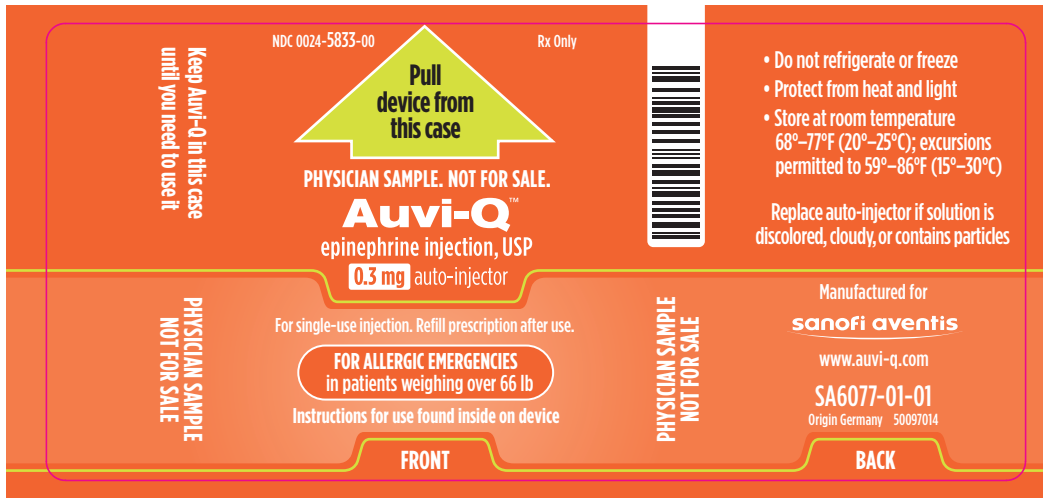 Keep Auvi-Q in this case
until you need to use it
PHYSICIAN SAMPLE
NOT FOR SALE
NDC 0024-5833-00
Rx Only
Pull
device from
this case
PHYSICIAN SAMPLE. NOT FOR SALE.
Auvi-Q™
epinephrine injection, USP
0.3 mg auto-injector
For single-use injection. Refill prescription after use.
FOR ALLERGIC EMERGENCIES
in patients weighing over 66 lb
Instructions for use found inside on device
FRONT
PHYSICIAN SAMPLE
NOT FOR SALE
• Do not refrigerate or freeze
• Protect from heat and light
• Store at room temperature
68°–77°F (20°–25°C); excursions
permitted to 59°–86°F (15°–30°C)
Replace auto-injector if solution is
discolored, cloudy, or contains particles
Manufactured for
sanofi aventis
www.auvi-q.com
SA6077-01-01
Origin Germany 50097014
BACK